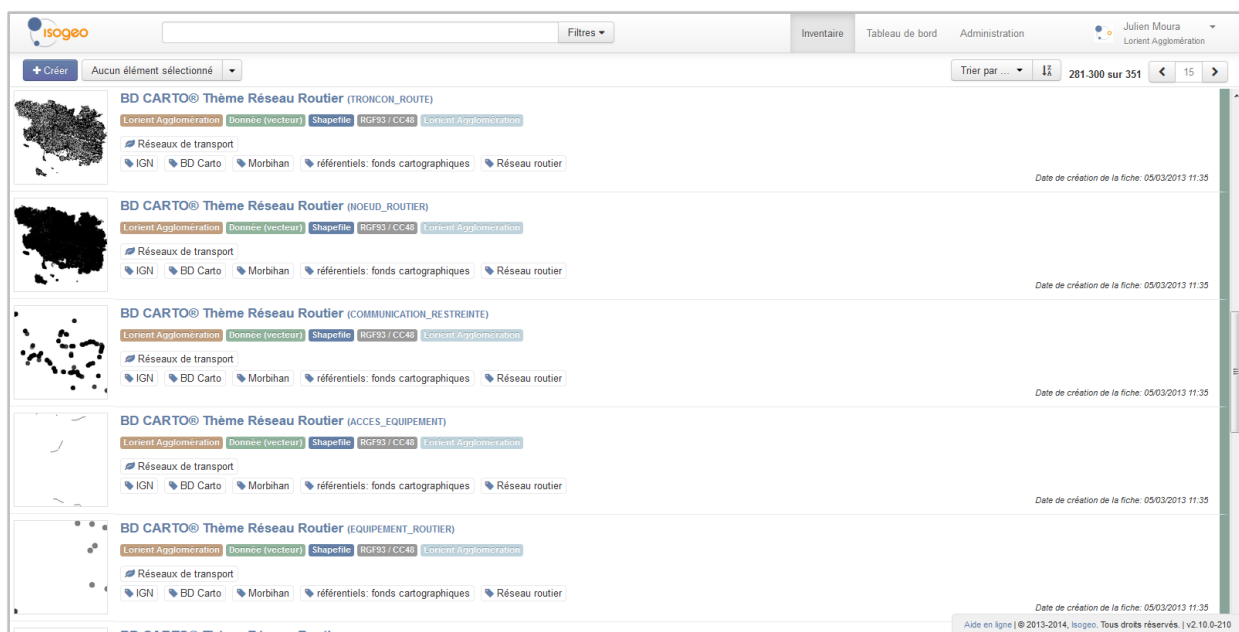 isogeo Filtres Inventaire Tableau de bord Administration Julien Moura
Lorient Agglomération
+ Créer Aucun élément sélectionné Trier par ... 281-300 sur 351 15
BD CARTO® Thème Réseau Routier (TRONCON_ROUTE)
Lorient Agglomération Donnée (vecteur) Shapefile RGF93 / CC48 Lorient Agglomération
Réseaux de transport
IGN BD Carto Morbihan référentiels: fonds cartographiques Réseau routier
Date de création de la fiche: 05/03/2013 11:35
BD CARTO® Thème Réseau Routier (NOEUD_ROUTIER)
Lorient Agglomération Donnée (vecteur) Shapefile RGF93 / CC48 Lorient Agglomération
Réseaux de transport
IGN BD Carto Morbihan référentiels: fonds cartographiques Réseau routier
Date de création de la fiche: 05/03/2013 11:35
BD CARTO® Thème Réseau Routier (COMMUNICATION_RESTREINTE)
Lorient Agglomération Donnée (vecteur) Shapefile RGF93 / CC48 Lorient Agglomération
Réseaux de transport
IGN BD Carto Morbihan référentiels: fonds cartographiques Réseau routier
Date de création de la fiche: 05/03/2013 11:35
BD CARTO® Thème Réseau Routier (ACCES_EQUIPEMENT)
Lorient Agglomération Donnée (vecteur) Shapefile RGF93 / CC48 Lorient Agglomération
Réseaux de transport
IGN BD Carto Morbihan référentiels: fonds cartographiques Réseau routier
Date de création de la fiche: 05/03/2013 11:35
BD CARTO® Thème Réseau Routier (EQUIPEMENT_ROUTIER)
Lorient Agglomération Donnée (vecteur) Shapefile RGF93 / CC48 Lorient Agglomération
Réseaux de transport
IGN BD Carto Morbihan référentiels: fonds cartographiques Réseau routier
Date de création de la fiche: 05/03/2013 11:35
Aide en ligne | © 2013-2014, Isogeo. Tous droits réservés. | v2.10.0-210